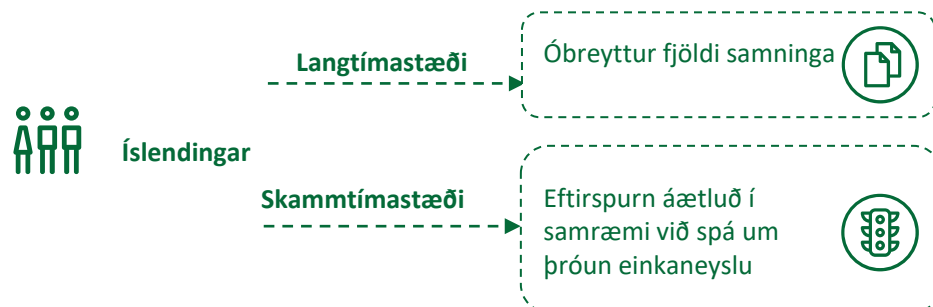 Langtímastæði
Óbreyttur fjöldi samninga
Íslendingar
Skammtímastæði
Eftirspurn áætluð í
samræmi við spá um
þróun einkaneyslu